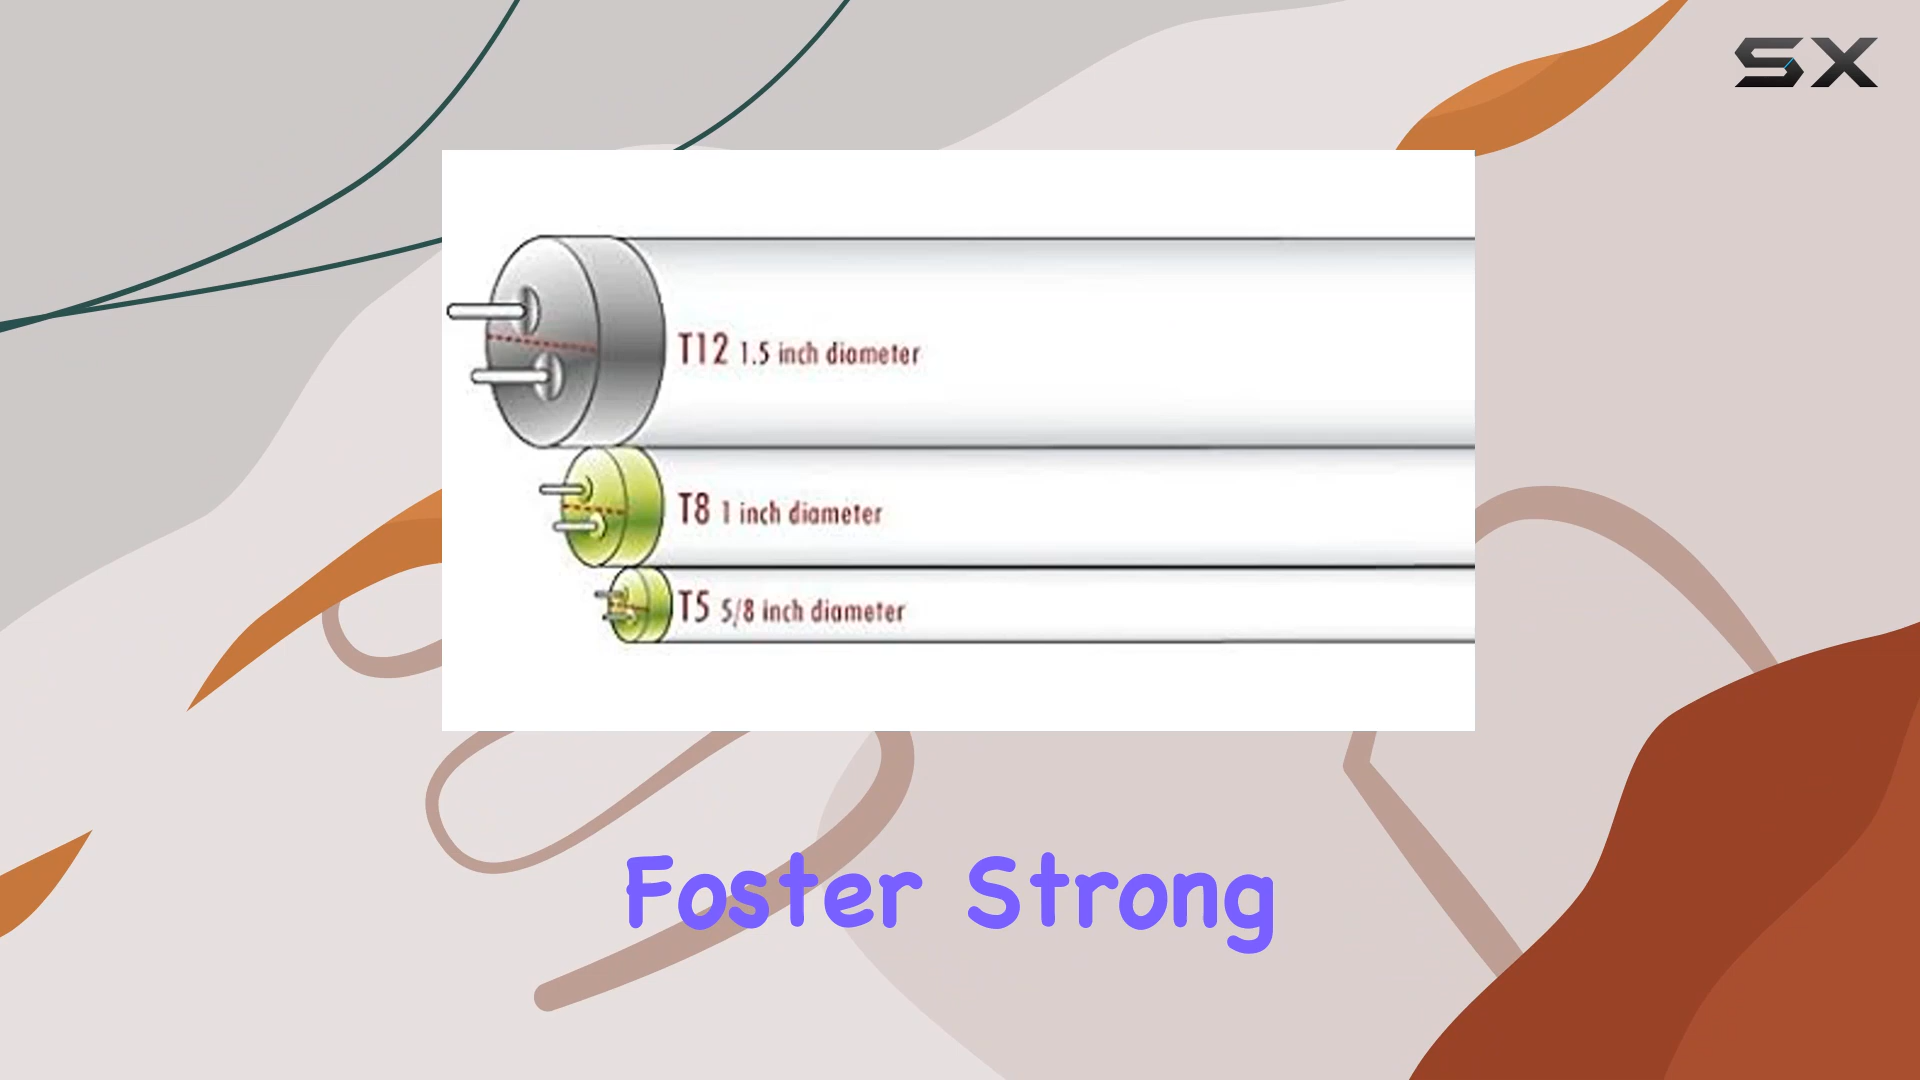 SX
T12 1.5 inch diameter
T8 1 inch diameter
T5 5/8 inch diameter
Foster Strong